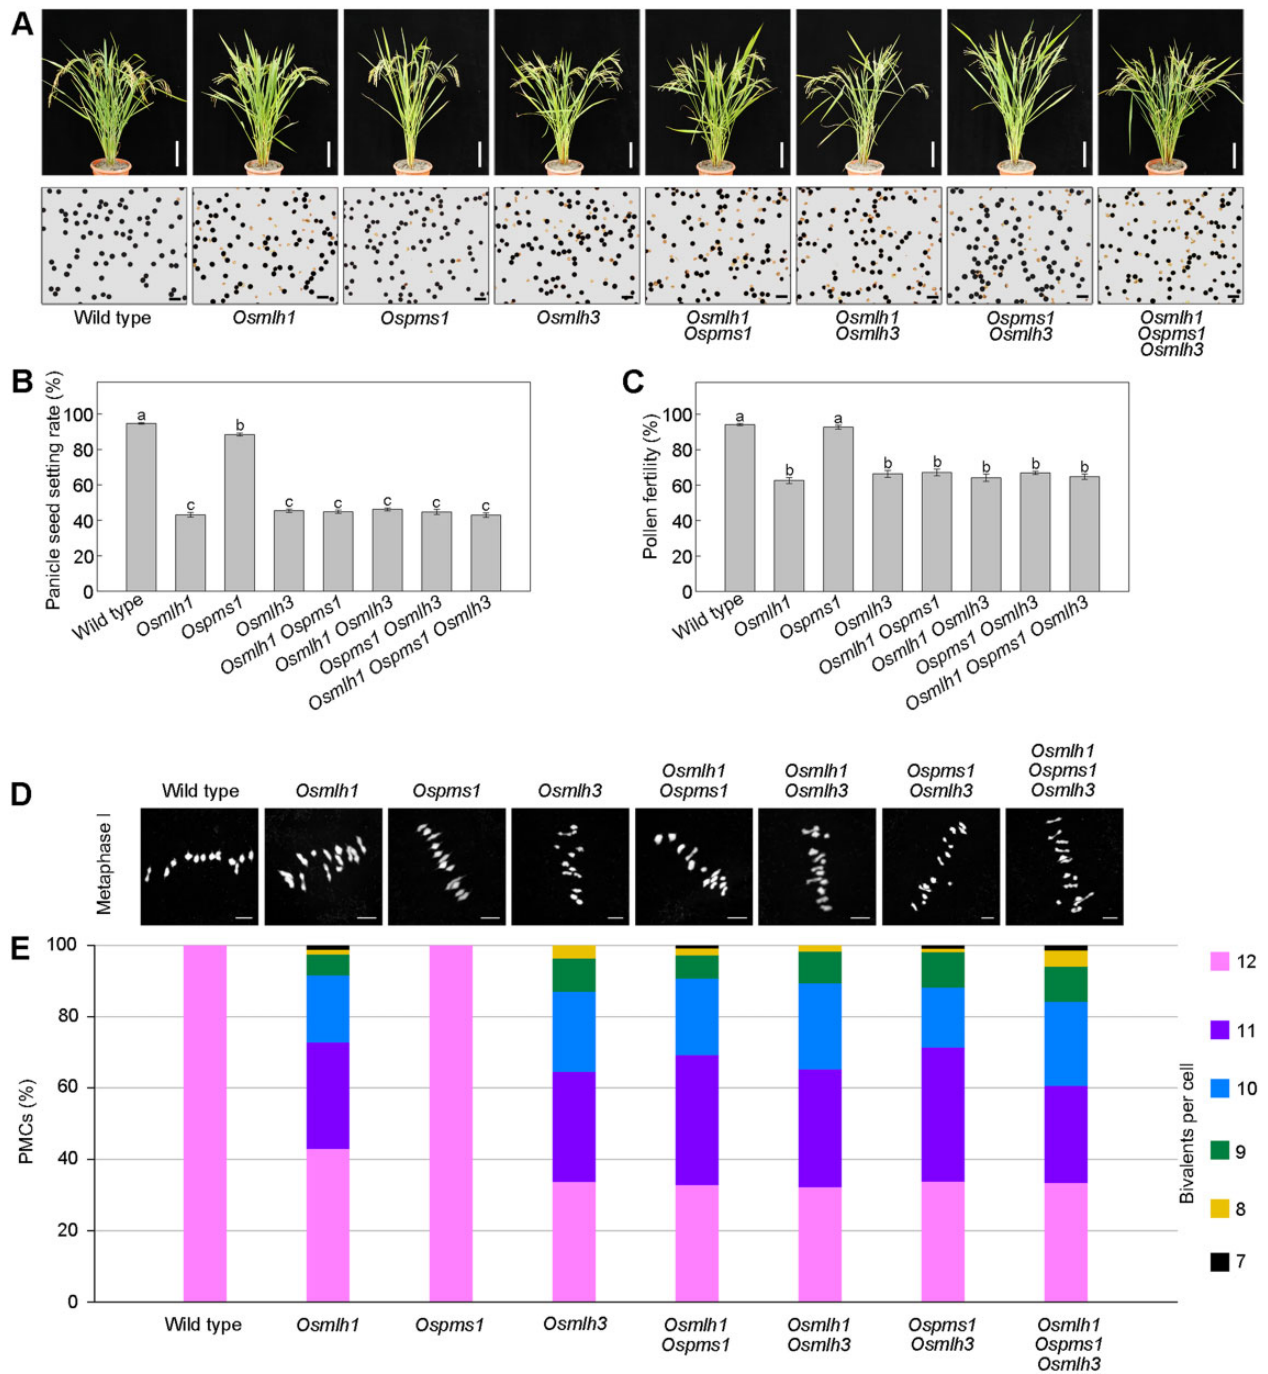 A
Wild type
Osmlh1
Ospms1
Osmlh3
Osmlh1
Ospms1
Osmlh1
Osmlh3
Ospms1
Osmlh3
Osmlh1
Ospms1
Osmlh3
B
Panicle seed setting rate (%)
100
80
60
40
20
0
a
c
b
c
c
c
c
c
Wild type
Osmlh1
Ospms1
Osmlh3
Osmlh1 Ospms1
Osmlh1 Osmlh3
Ospms1 Osmlh3
Osmlh1 Ospms1 Osmlh3
C
Pollen fertility (%)
100
80
60
40
20
0
a
b
a
b
b
b
b
b
Wild type
Osmlh1
Ospms1
Osmlh3
Osmlh1 Ospms1
Osmlh1 Osmlh3
Ospms1 Osmlh3
Osmlh1 Ospms1 Osmlh3
D
Metaphase I
Wild type
Osmlh1
Ospms1
Osmlh3
Osmlh1
Ospms1
Osmlh1
Osmlh3
Ospms1
Osmlh3
Osmlh1
Ospms1
Osmlh3
E
PMCs (%)
100
80
60
40
20
0
Wild type
Osmlh1
Ospms1
Osmlh3
Osmlh1
Ospms1
Osmlh1
Osmlh3
Ospms1
Osmlh3
Osmlh1
Ospms1
Osmlh3
Bivalents per cell
12
11
10
9
8
7